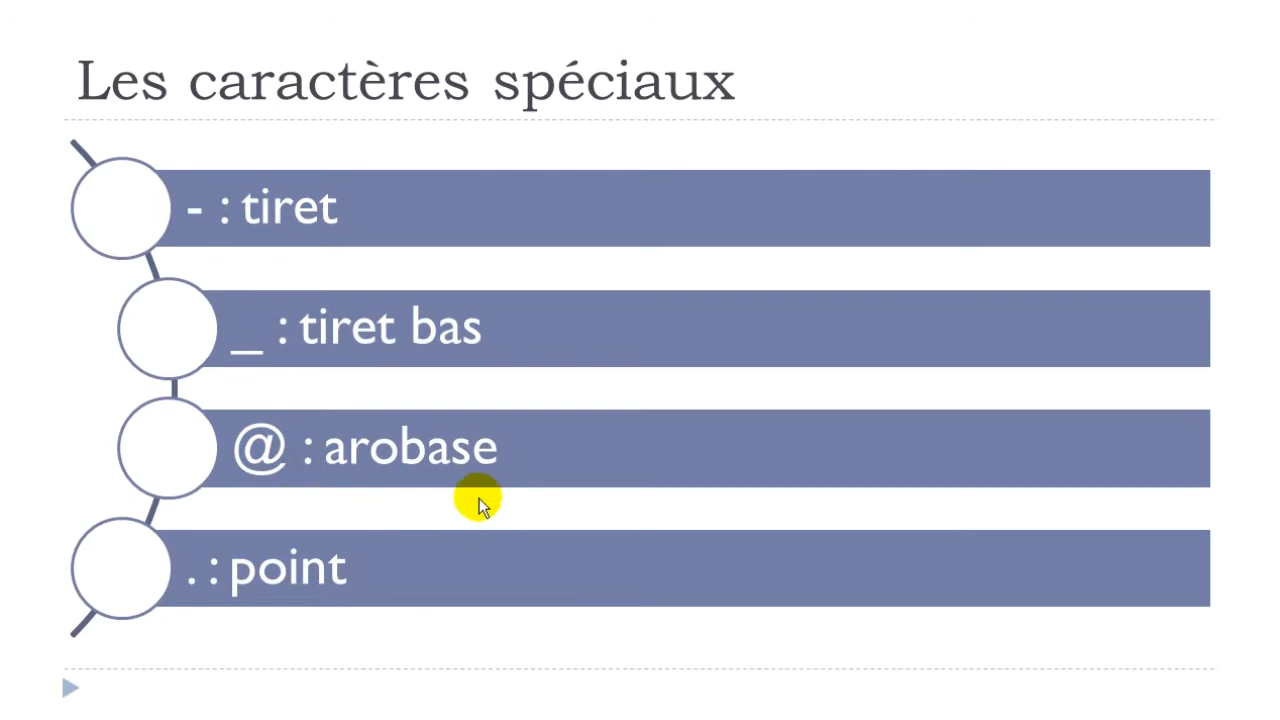 Les caractères spéciaux
- : tiret
_ : tiret bas
@ : arobase
. : point